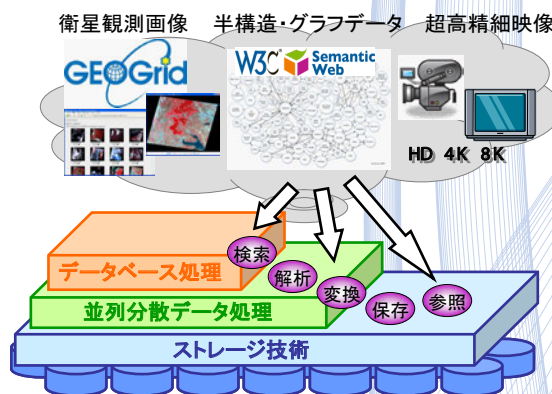 衛星観測画像 半構造・グラフデータ 超高精細映像
GEOGrid
W3C Semantic Web
HD 4K 8K
検索
データベース処理
解析
変換
並列分散データ処理
保存
参照
ストレージ技術